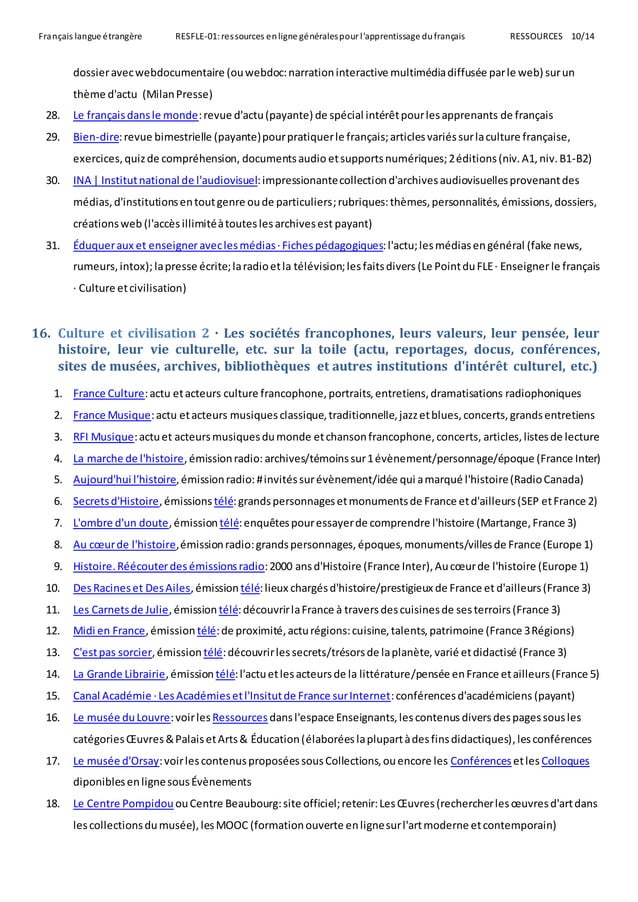 Français langue étrangère RESFLE-01: ressources en ligne générales pour l'apprentissage du français RESSOURCES 10/14
dossier avec webdocumentaire (ou webdoc: narration interactive multimédia diffusée par le web) sur un
thème d'actu (Milan Presse)
28. Le français dans le monde: revue d'actu (payante) de spécial intérêt pour les apprenants de français
29. Bien-dire: revue bimestrielle (payante) pour pratiquer le français; articles variés sur la culture française,
exercices, quiz de compréhension, documents audio et supports numériques; 2 éditions (niv. A1, niv. B1-B2)
30. INA | Institut national de l'audiovisuel: impressionante collection d'archives audiovisuelles provenant des
médias, d'institutions en tout genre ou de particuliers; rubriques: thèmes, personnalités, émissions, dossiers,
créations web (l'accès illimité à toutes les archives est payant)
31. Éduquer aux et enseigner avec les médias · Fiches pédagogiques: l'actu; les médias en général (fake news,
rumeurs, intox); la presse écrite; la radio et la télévision; les faits divers (Le Point du FLE · Enseigner le français
· Culture et civilisation)
16. Culture et civilisation 2 · Les sociétés francophones, leurs valeurs, leur pensée, leur
histoire, leur vie culturelle, etc. sur la toile (actu, reportages, docus, conférences,
sites de musées, archives, bibliothèques et autres institutions d'intérêt culturel, etc.)
1. France Culture: actu et acteurs culture francophone, portraits, entretiens, dramatisations radiophoniques
2. France Musique: actu et acteurs musiques classique, traditionnelle, jazz et blues, concerts, grands entretiens
3. RFI Musique: actu et acteurs musiques du monde et chanson francophone, concerts, articles, listes de lecture
4. La marche de l'histoire, émission radio: archives/témoins sur 1 évènement/personnage/époque (France Inter)
5. Aujourd'hui l'histoire, émission radio: #invités sur évènement/idée qui a marqué l'histoire (Radio Canada)
6. Secrets d'Histoire, émissions télé: grands personnages et monuments de France et d'ailleurs (SEP et France 2)
7. L'ombre d'un doute, émission télé: enquêtes pour essayer de comprendre l'histoire (Martange, France 3)
8. Au cœur de l'histoire, émission radio: grands personnages, époques, monuments/villes de France (Europe 1)
9. Histoire. Réécouter des émissions radio: 2000 ans d'Histoire (France Inter), Au cœur de l'histoire (Europe 1)
10. Des Racines et Des Ailes, émission télé: lieux chargés d'histoire/prestigieux de France et d'ailleurs (France 3)
11. Les Carnets de Julie, émission télé: découvrir la France à travers des cuisines de ses terroirs (France 3)
12. Midi en France, émission télé: de proximité, actu régions: cuisine, talents, patrimoine (France 3 Régions)
13. C'est pas sorcier, émission télé: découvrir les secrets/trésors de la planète, varié et didactisé (France 3)
14. La Grande Librairie, émission télé: l'actu et les acteurs de la littérature/pensée en France et ailleurs (France 5)
15. Canal Académie · Les Académies et l'Insitut de France sur Internet: conférences d'académiciens (payant)
16. Le musée du Louvre: voir les Ressources dans l'espace Enseignants, les contenus divers des pages sous les
catégories Œuvres & Palais et Arts & Éducation (élaborées la plupart à des fins didactiques), les conférences
17. Le musée d'Orsay: voir les contenus proposées sous Collections, ou encore les Conférences et les Colloques
diponibles en ligne sous Évènements
18. Le Centre Pompidou ou Centre Beaubourg: site officiel; retenir: Les Œuvres (rechercher les œuvres d'art dans
les collections du musée), les MOOC (formation ouverte en ligne sur l'art moderne et contemporain)